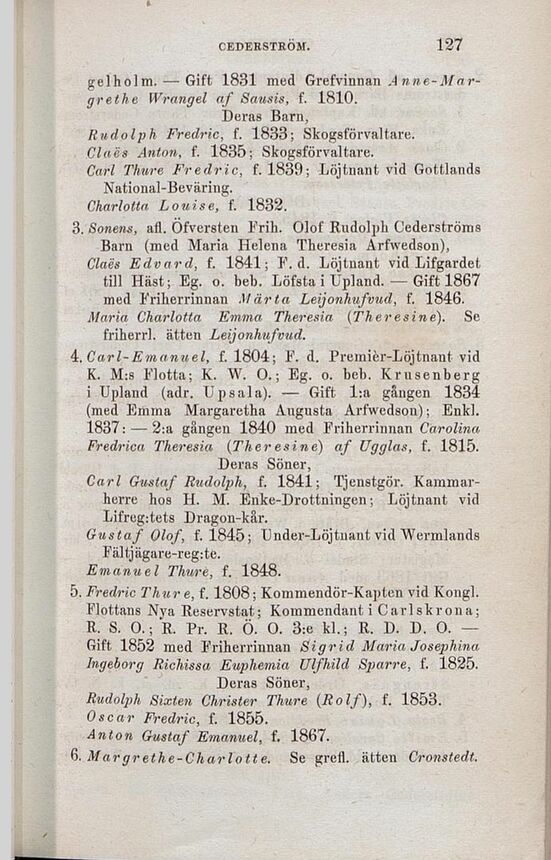 CEDERSTRÖM. 127
gelholm. — Gift 1831 med Grefvinnan Anne-Mar-
grethe Wrangel af Sausis, f. 1810.
Deras Barn,
Rudolph Fredric, f. 1833; Skogsförvaltare.
Claës Anton, f. 1835; Skogsförvaltare.
Carl Thure Fredric, f. 1839; Löjtnant vid Gottlands
National-Beväring.
Charlotta Louise, f. 1832.
3. Sonens, afl. Öfversten Frih. Olof Rudolph Cederströms
Barn (med Maria Helena Theresia Arfwedson),
Claës Edvard, f. 1841; F. d. Löjtnant vid Lifgardet
till Häst; Eg. o. beb. Löfsta i Upland. — Gift 1867
med Friherrinnan Märta Leijonhufvud, f. 1846.
Maria Charlotta Emma Theresia (Theresine). Se
friherrl. ätten Leijonhufvud.
4. Carl-Emanuel, f. 1804; F. d. Premièr-Löjtnant vid
K. M:s Flotta; K. W. O.; Eg. o. beb. Krusenberg
i Upland (adr. Upsala). — Gift 1:a gången 1834
(med Emma Margaretha Augusta Arfwedson); Enkl.
1837: — 2:a gången 1840 med Friherrinnan Carolina
Fredrica Theresia (Theresine) af Ugglas, f. 1815.
Deras Söner,
Carl Gustaf Rudolph, f. 1841; Tjenstgör. Kammar-
herre hos H. M. Enke-Drottningen; Löjtnant vid
Lifreg:tets Dragon-kår.
Gustaf Olof, f. 1845; Under-Löjtnant vid Wermlands
Fältjägare-reg:te.
Emanuel Thure, f. 1848.
5. Fredric Thure, f. 1808; Kommendör-Kapten vid Kongl.
Flottans Nya Reservstat; Kommendant i Carlskrona;
R. S. O.; R. Pr. R. Ö. O. 3:e kl.; R. D. D. O. —
Gift 1852 med Friherrinnan Sigrid Maria Josephina
Ingeborg Richissa Euphemia Ulfhild Sparre, f. 1825.
Deras Söner,
Rudolph Sixten Christer Thure (Rolf), f. 1853.
Oscar Fredric, f. 1855.
Anton Gustaf Emanuel, f. 1867.
6. Margrethe-Charlotte. Se grefl. ätten Cronstedt.